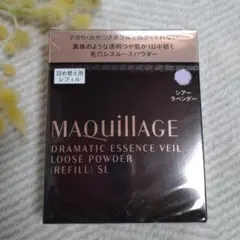 真珠のような透明つや肌が1日中続く
毛穴レスルースパウダー
詰め替え用
レフィル
シアー
ラベンダー
MAQuillAGE
DRAMATIC ESSENCE VEIL
LOOSE POWDER
(REFILL) SL